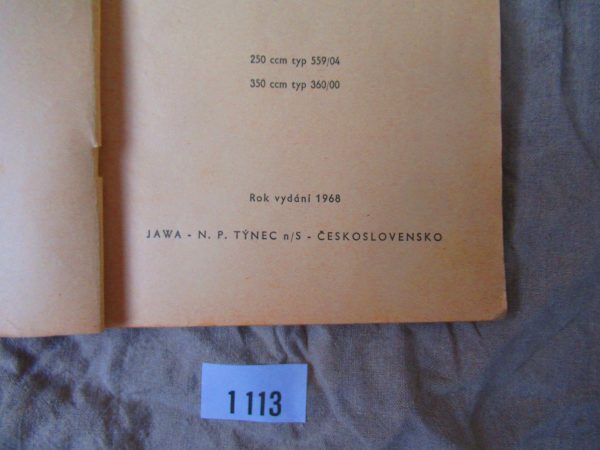 250 ccm typ 559/04
350 ccm typ 360/00
Rok vydání 1968
JAWA - N. P. TÝNEC n/S - ČESKOSLOVENSKO
1 113